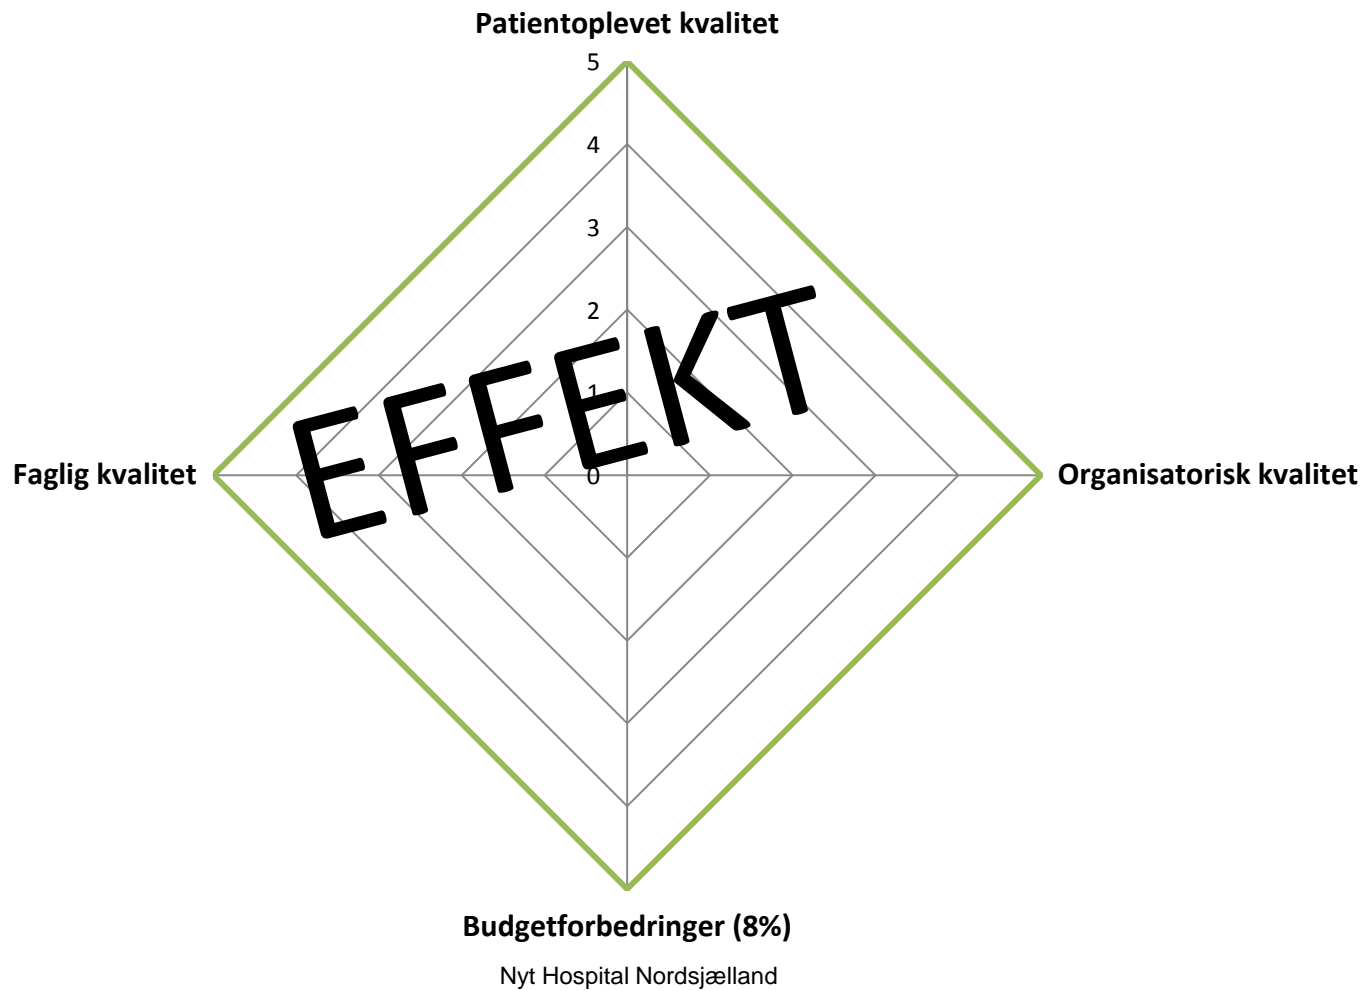 Patientoplevet kvalitet
5
4
3
2
1
EFFEKT
Faglig kvalitet
0
Organisatorisk kvalitet
Budgetforbedringer (8%)
Nyt Hospital Nordsjælland